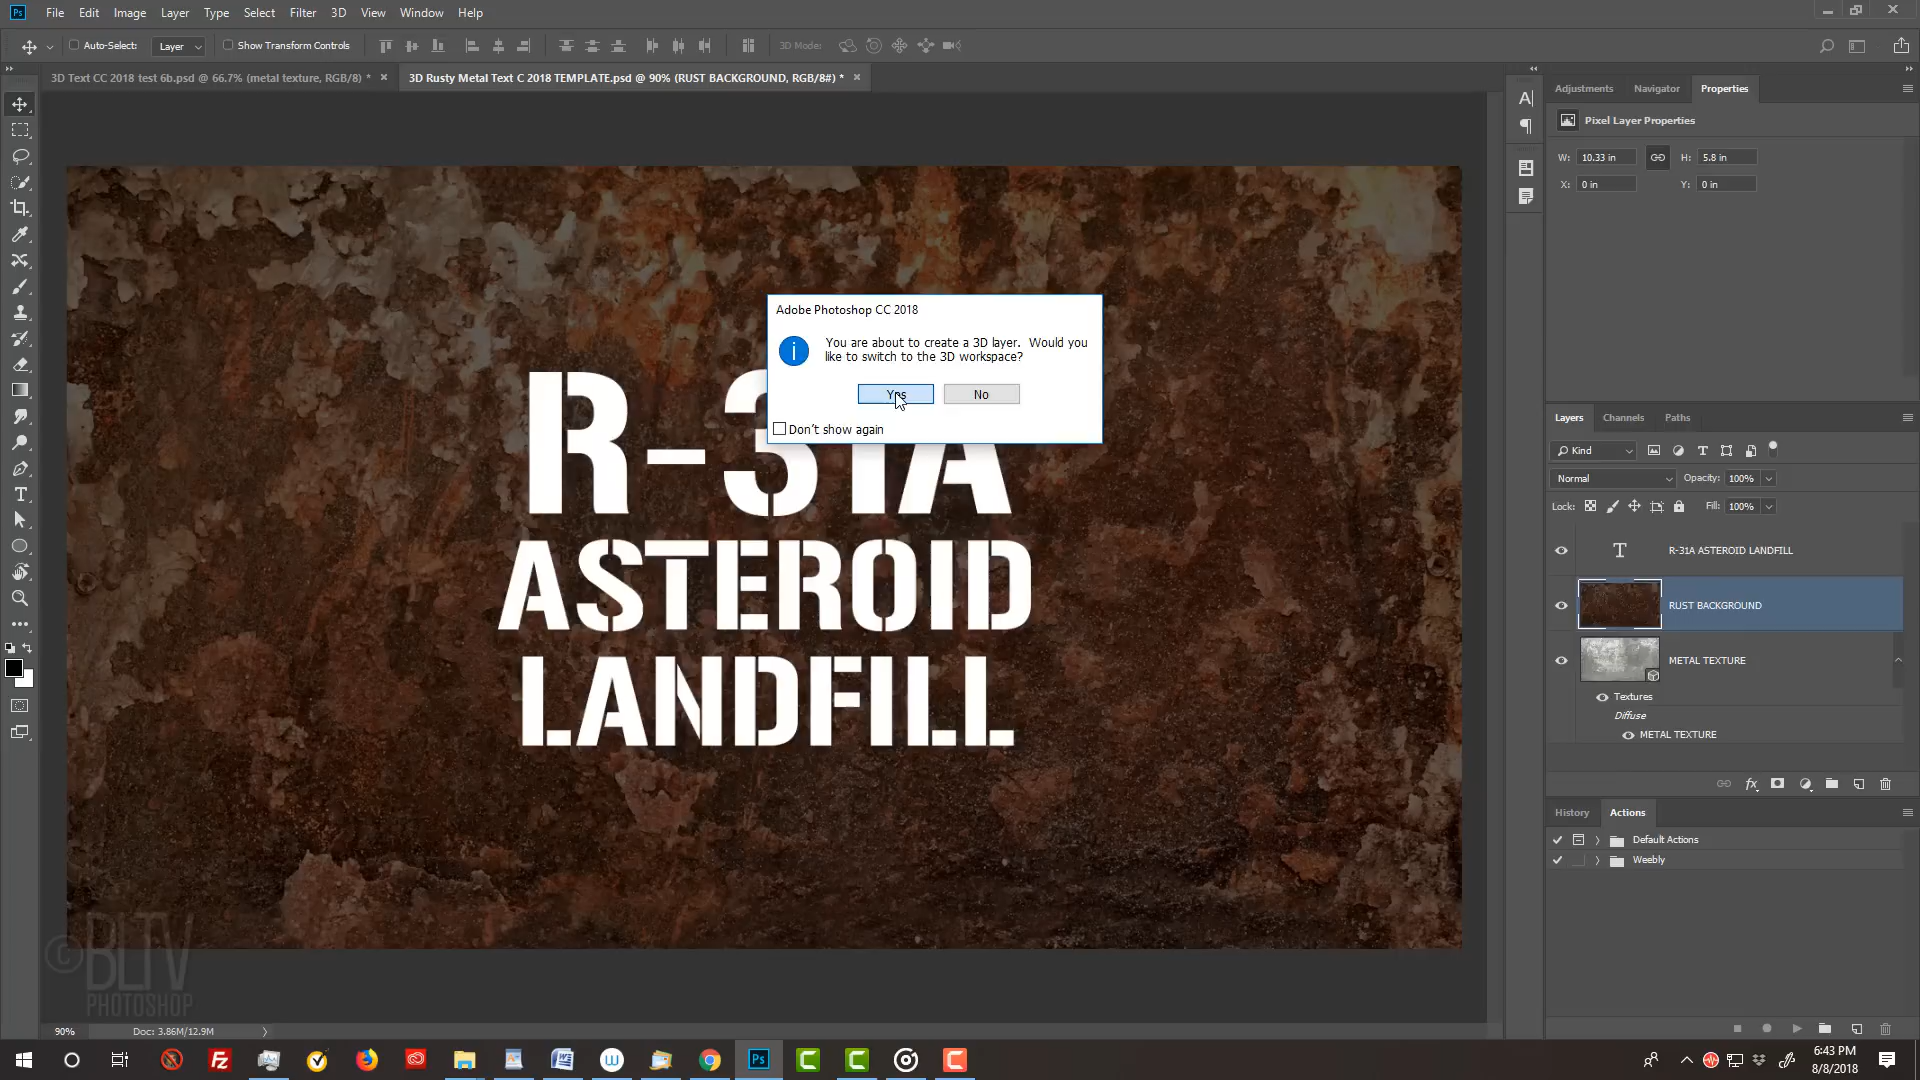 Ps File Edit Image Layer Type Select Filter 3D View Window Help
Auto-Select: Layer Show Transform Controls 3D Mode:
3D Text CC 2018 test 6b.psd @ 66.7% (metal texture, RGB/8) * × 3D Rusty Metal Text C 2018 TEMPLATE.psd @ 90% (RUST BACKGROUND, RGB/8#) * ×
Adjustments Navigator Properties
Pixel Layer Properties
W: 10.33 in H: 5.8 in
X: 0 in Y: 0 in
Adobe Photoshop CC 2018
You are about to create a 3D layer. Would you
like to switch to the 3D workspace?
Yes No
Don't show again
R-31A
ASTEROID
LANDFILL
Layers Channels Paths
Kind
Normal Opacity: 100%
Lock: Fill: 100%
R-31A ASTEROID LANDFILL
RUST BACKGROUND
METAL TEXTURE
Textures
Diffuse
METAL TEXTURE
History Actions
Default Actions
Weebly
© BLTV
PHOTOSHOP
90% Doc: 3.86M/12.9M
6:43 PM
8/8/2018